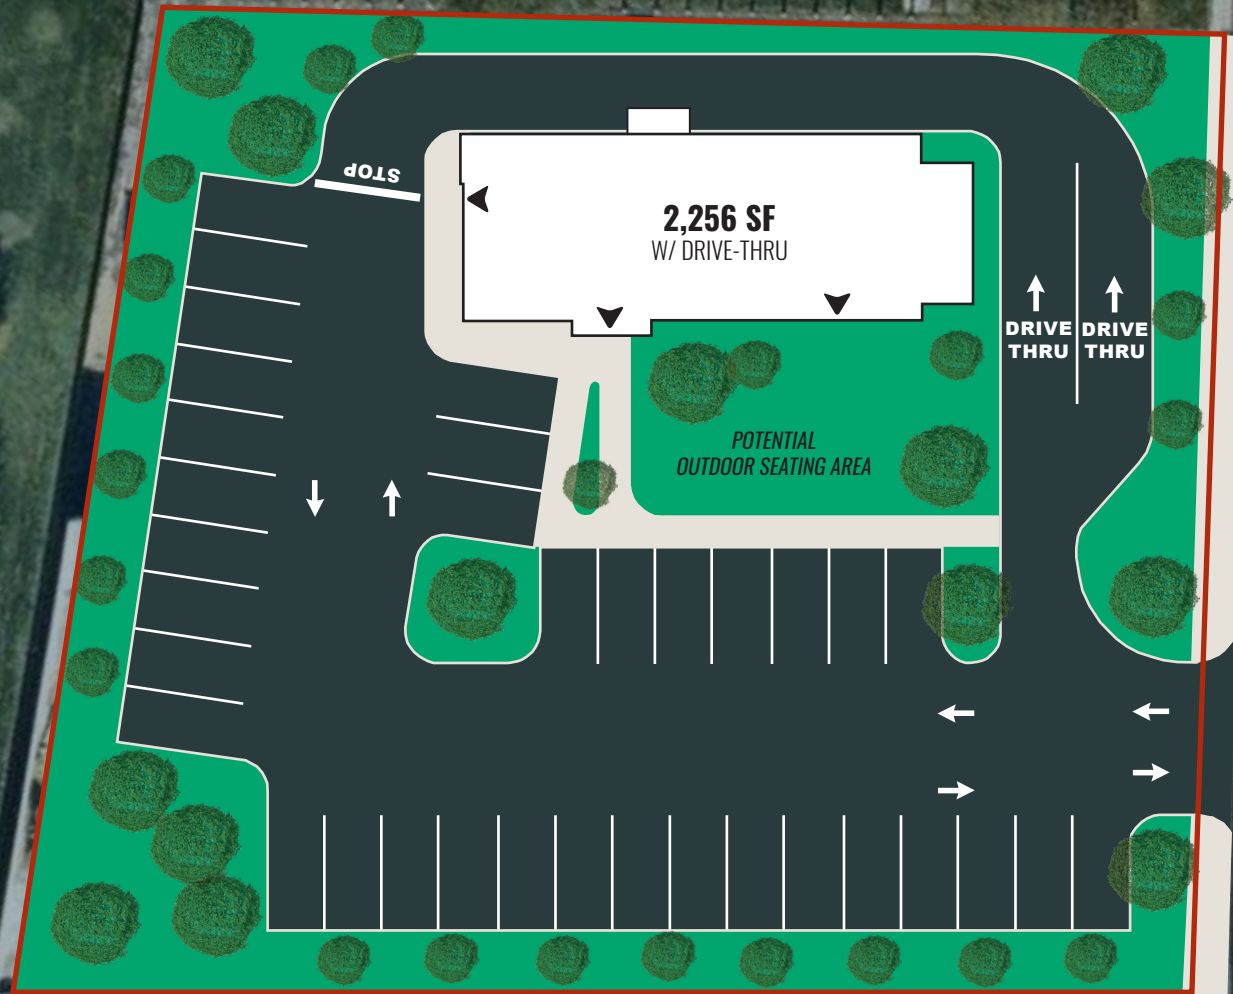 STOP
2,256 SF
W/ DRIVE-THRU
DRIVE
THRU
DRIVE
THRU
POTENTIAL
OUTDOOR SEATING AREA